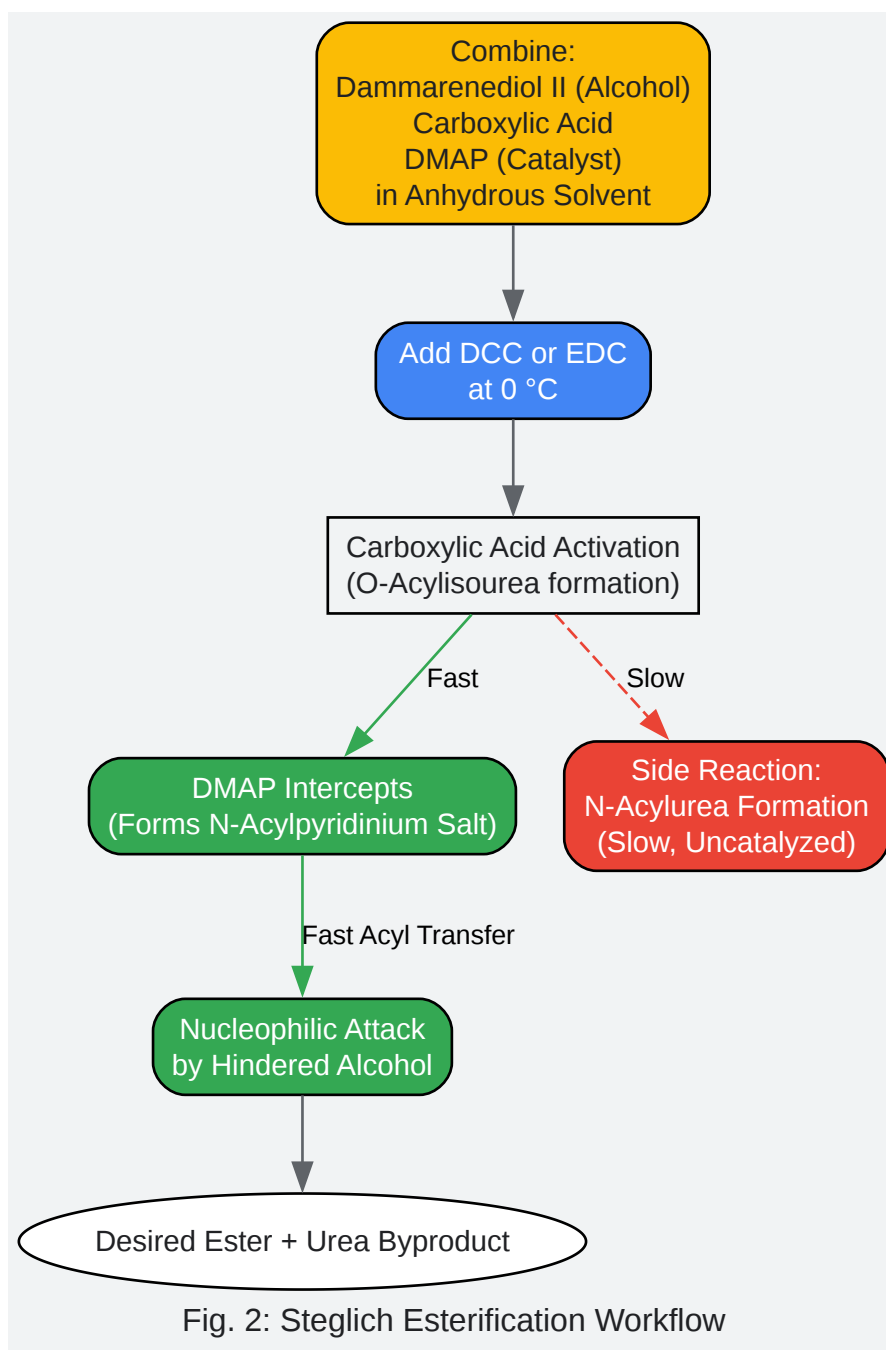 Combine:
Dammarenediol II (Alcohol)
Carboxylic Acid
DMAP (Catalyst)
in Anhydrous Solvent
Add DCC or EDC
at 0 °C
Carboxylic Acid Activation
(O-Acylisourea formation)
Fast
Slow
DMAP Intercepts
(Forms N-Acylpyridinium Salt)
Side Reaction:
N-Acylurea Formation
(Slow, Uncatalyzed)
Fast Acyl Transfer
Nucleophilic Attack
by Hindered Alcohol
Desired Ester + Urea Byproduct
Fig. 2: Steglich Esterification Workflow